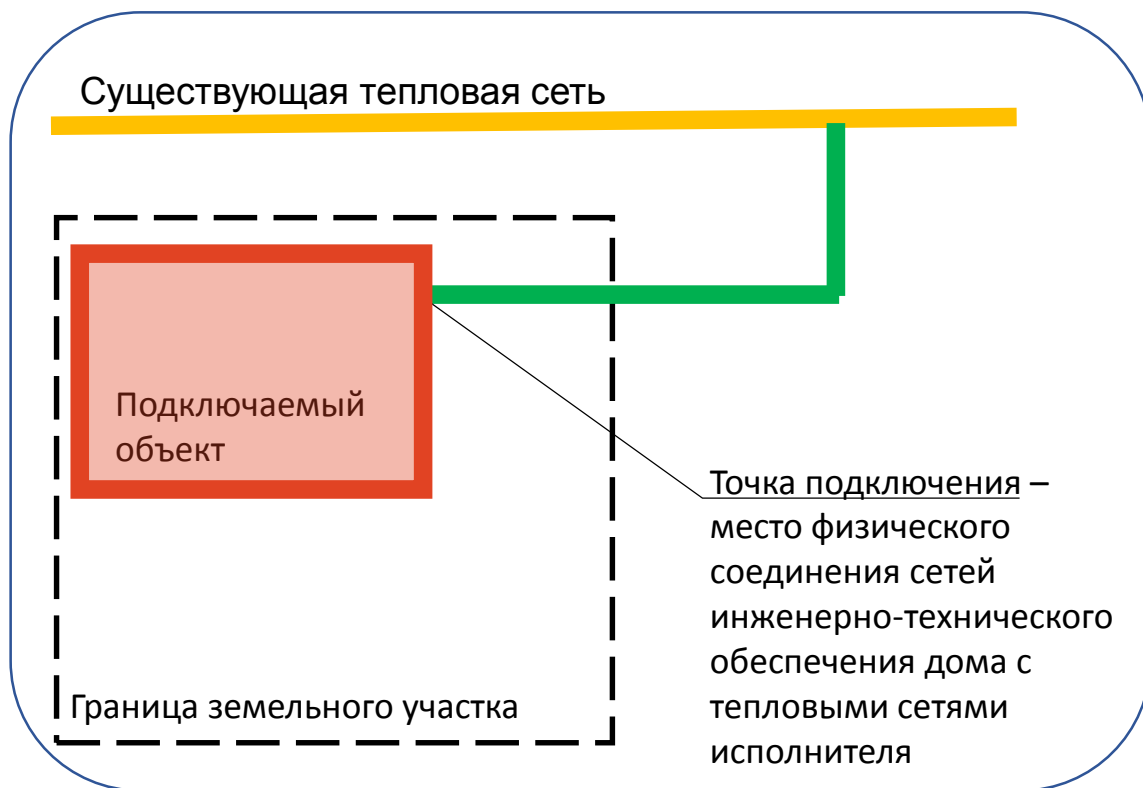 Существующая тепловая сеть
Подключаемый
объект
Точка подключения –
место физического
соединения сетей
инженерно-технического
обеспечения дома с
тепловыми сетями
исполнителя
Граница земельного участка